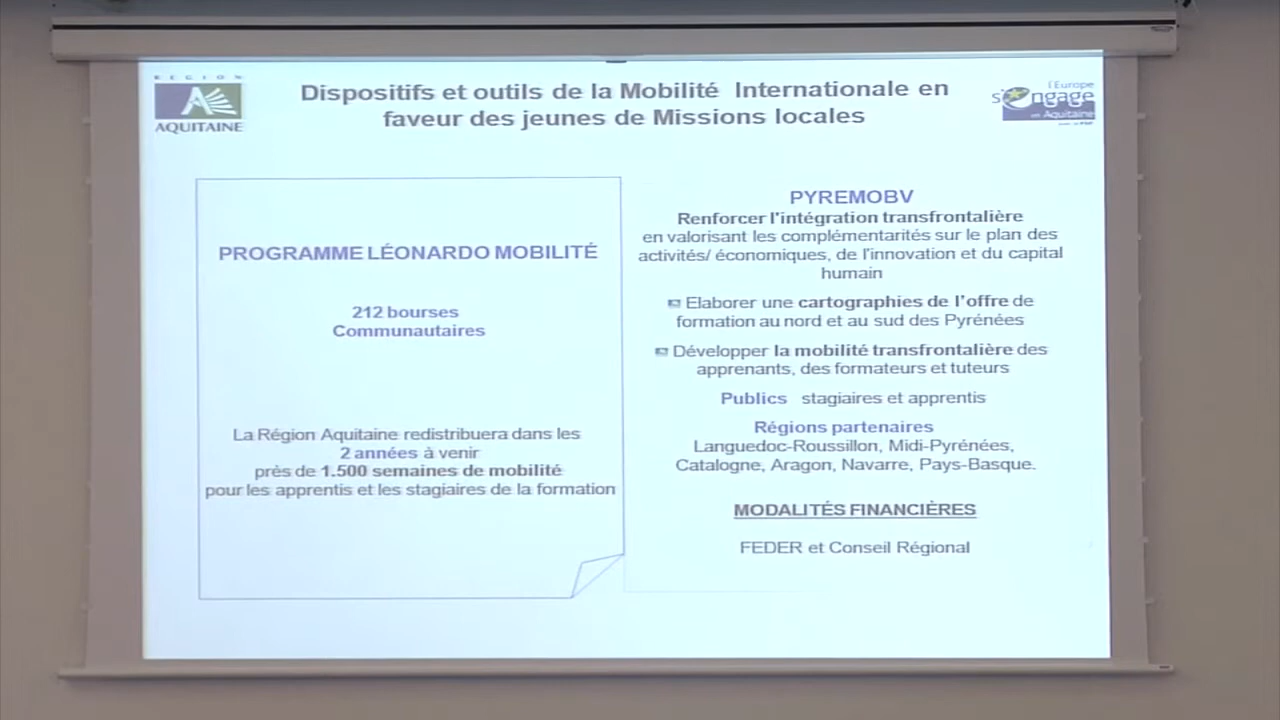 REGION
AQUITAINE
Dispositifs et outils de la Mobilité Internationale en
faveur des jeunes de Missions locales
l'Europe
s'engage
en Aquitaine
PROGRAMME LÉONARDO MOBILITÉ
212 bourses
Communautaires
La Région Aquitaine redistribuera dans les
2 années à venir
près de 1.500 semaines de mobilité
pour les apprentis et les stagiaires de la formation
PYREMOBV
Renforcer l'intégration transfrontalière
en valorisant les complémentarités sur le plan des
activités/ économiques, de l'innovation et du capital
humain
Elaborer une cartographies de l'offre de
formation au nord et au sud des Pyrénées
Développer la mobilité transfrontalière des
apprenants, des formateurs et tuteurs
Publics stagiaires et apprentis
Régions partenaires
Languedoc-Roussillon, Midi-Pyrénées,
Catalogne, Aragon, Navarre, Pays-Basque.
MODALITÉS FINANCIÈRES
FEDER et Conseil Régional